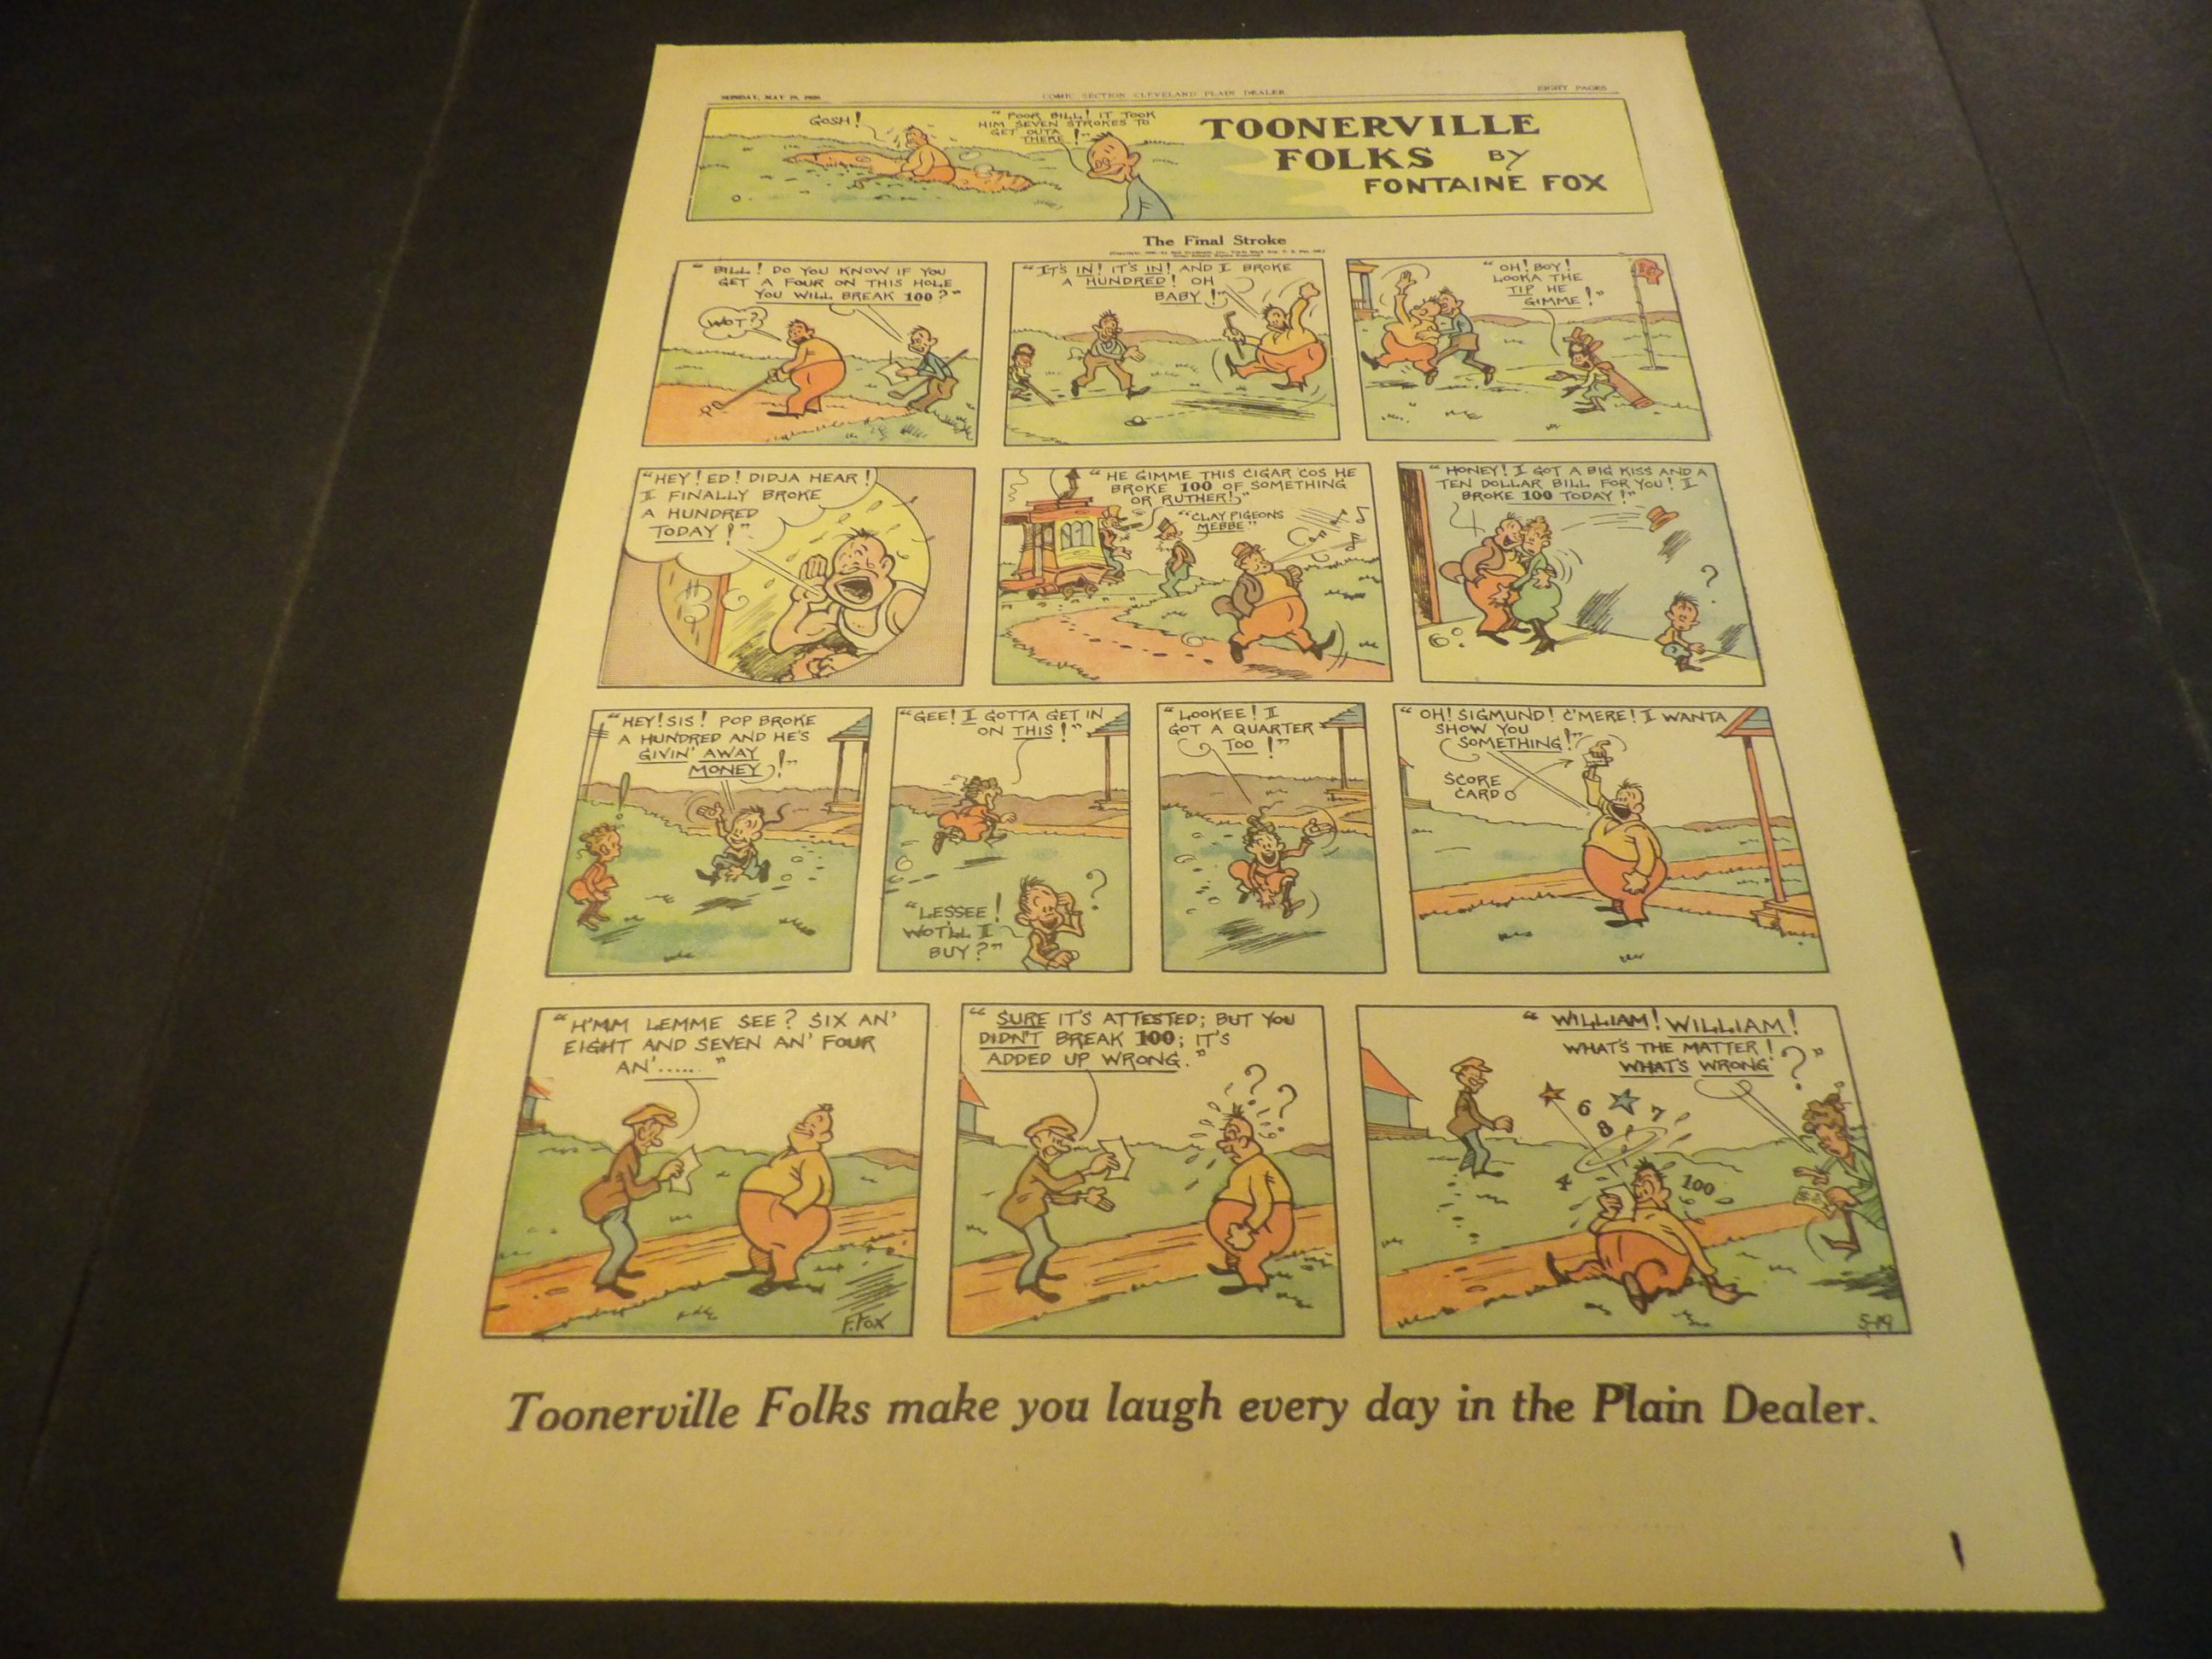 SUNDAY, MAY 19,
COMIC SECTION CLEVELAND PLAIN DEALER
EIGHT PAGES
GOSH!
"POOR BILL! IT TOOK
HIM SEVEN STROKES TO
GET OUTA
THERE!"
TOONERVILLE
FOLKS BY
FONTAINE FOX
The Final Stroke
"BILL! DO YOU KNOW IF YOU
GET A FOUR ON THIS HOLE
YOU WILL BREAK 100?"
WOT?
"IT'S IN! IT'S IN! AND I BROKE
A HUNDRED! OH
BABY!"
"OH! BOY!
LOOKA THE
TIP HE
GIMME!"
"HEY! ED! DIDJA HEAR!
I FINALLY BROKE
A HUNDRED
TODAY!"
"HE GIMME THIS CIGAR 'COS HE
BROKE 100 OF SOMETHING
OR RUTHER!"
"CLAY PIGEONS
MEBBE"
"HONEY! I GOT A BIG KISS AND A
TEN DOLLAR BILL FOR YOU! I
BROKE 100 TODAY!"
?
"HEY! SIS! POP BROKE
A HUNDRED AND HE'S
GIVIN' AWAY
MONEY!"
!
"GEE! I GOTTA GET IN
ON THIS!"
?
"LESSEE!
WOT'LL I
BUY?"
"LOOKEE! I
GOT A QUARTER
TOO!"
"OH! SIGMUND! C'MERE! I WANTA
SHOW YOU
SOMETHING!"
SCORE
CARD
"H'MM LEMME SEE? SIX AN'
EIGHT AND SEVEN AN' FOUR
AN'......"
F. FOX
"SURE IT'S ATTESTED; BUT YOU
DIDN'T BREAK 100; IT'S
ADDED UP WRONG."
? ? ?
"WILLIAM! WILLIAM!
WHAT'S THE MATTER!
WHAT'S WRONG?"
6 7
8
4 100
5-19
Toonerville Folks make you laugh every day in the Plain Dealer.